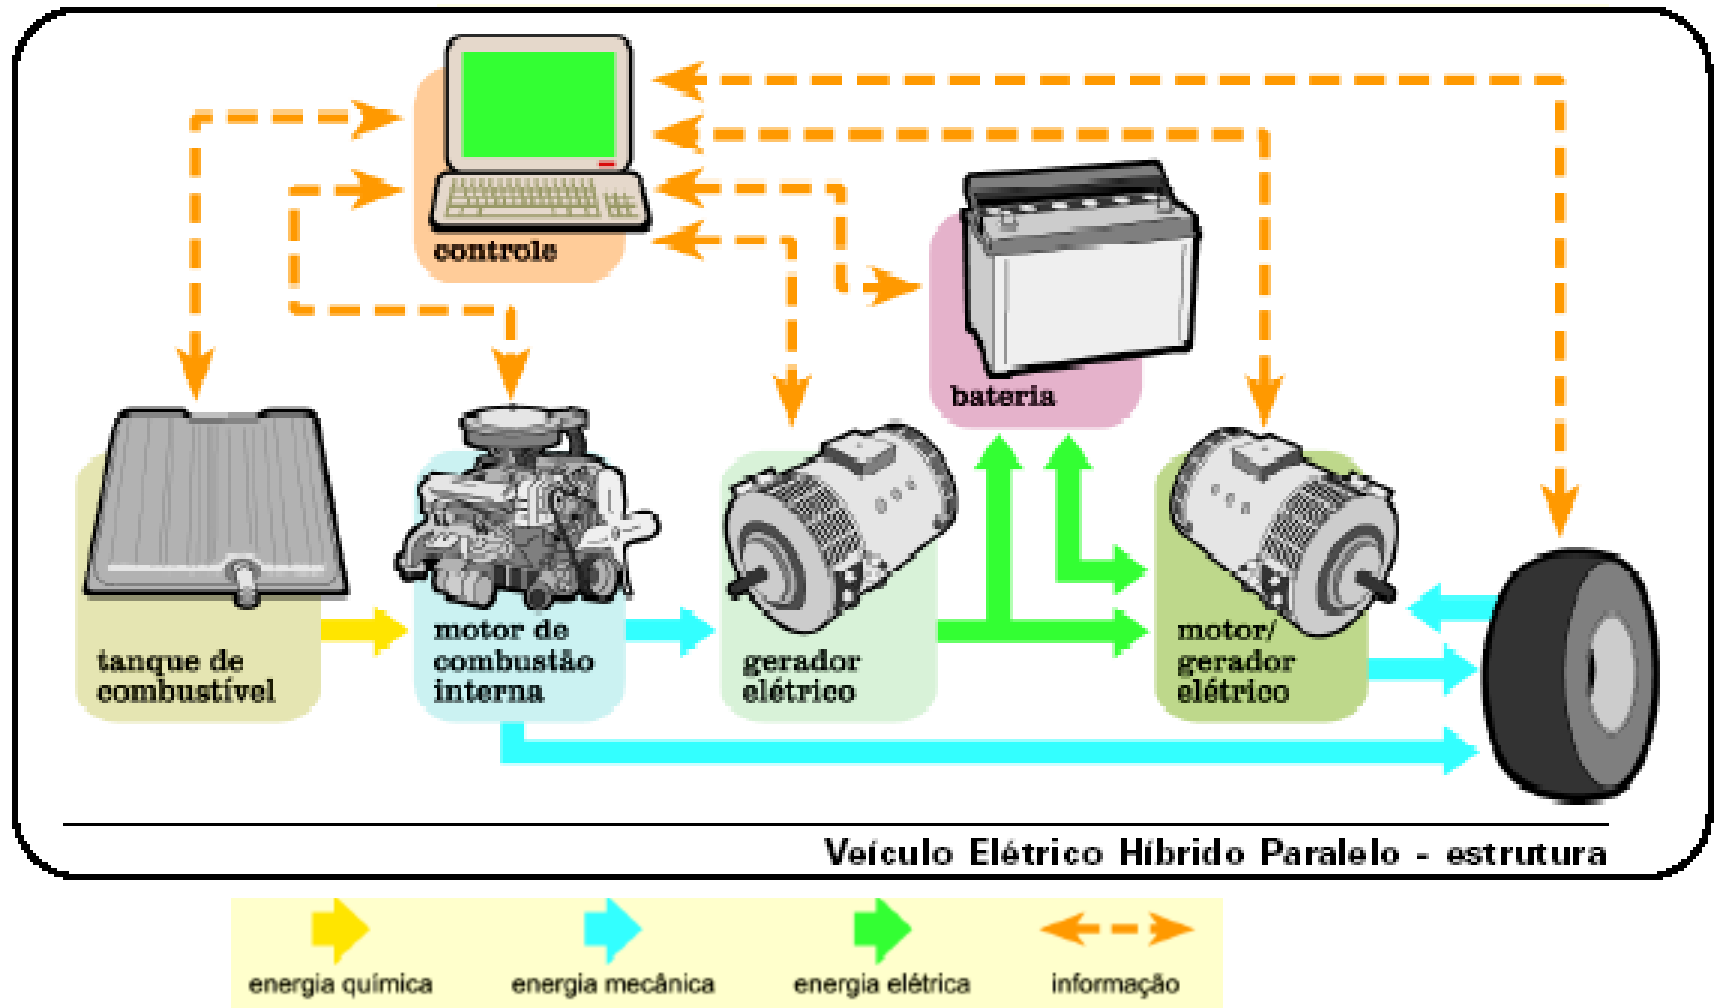 controle
bateria
tanque de
combustível
motor de
combustão
interna
gerador
elétrico
motor/
gerador
elétrico
Veículo Elétrico Híbrido Paralelo - estrutura
energia química
energia mecânica
energia elétrica
informação